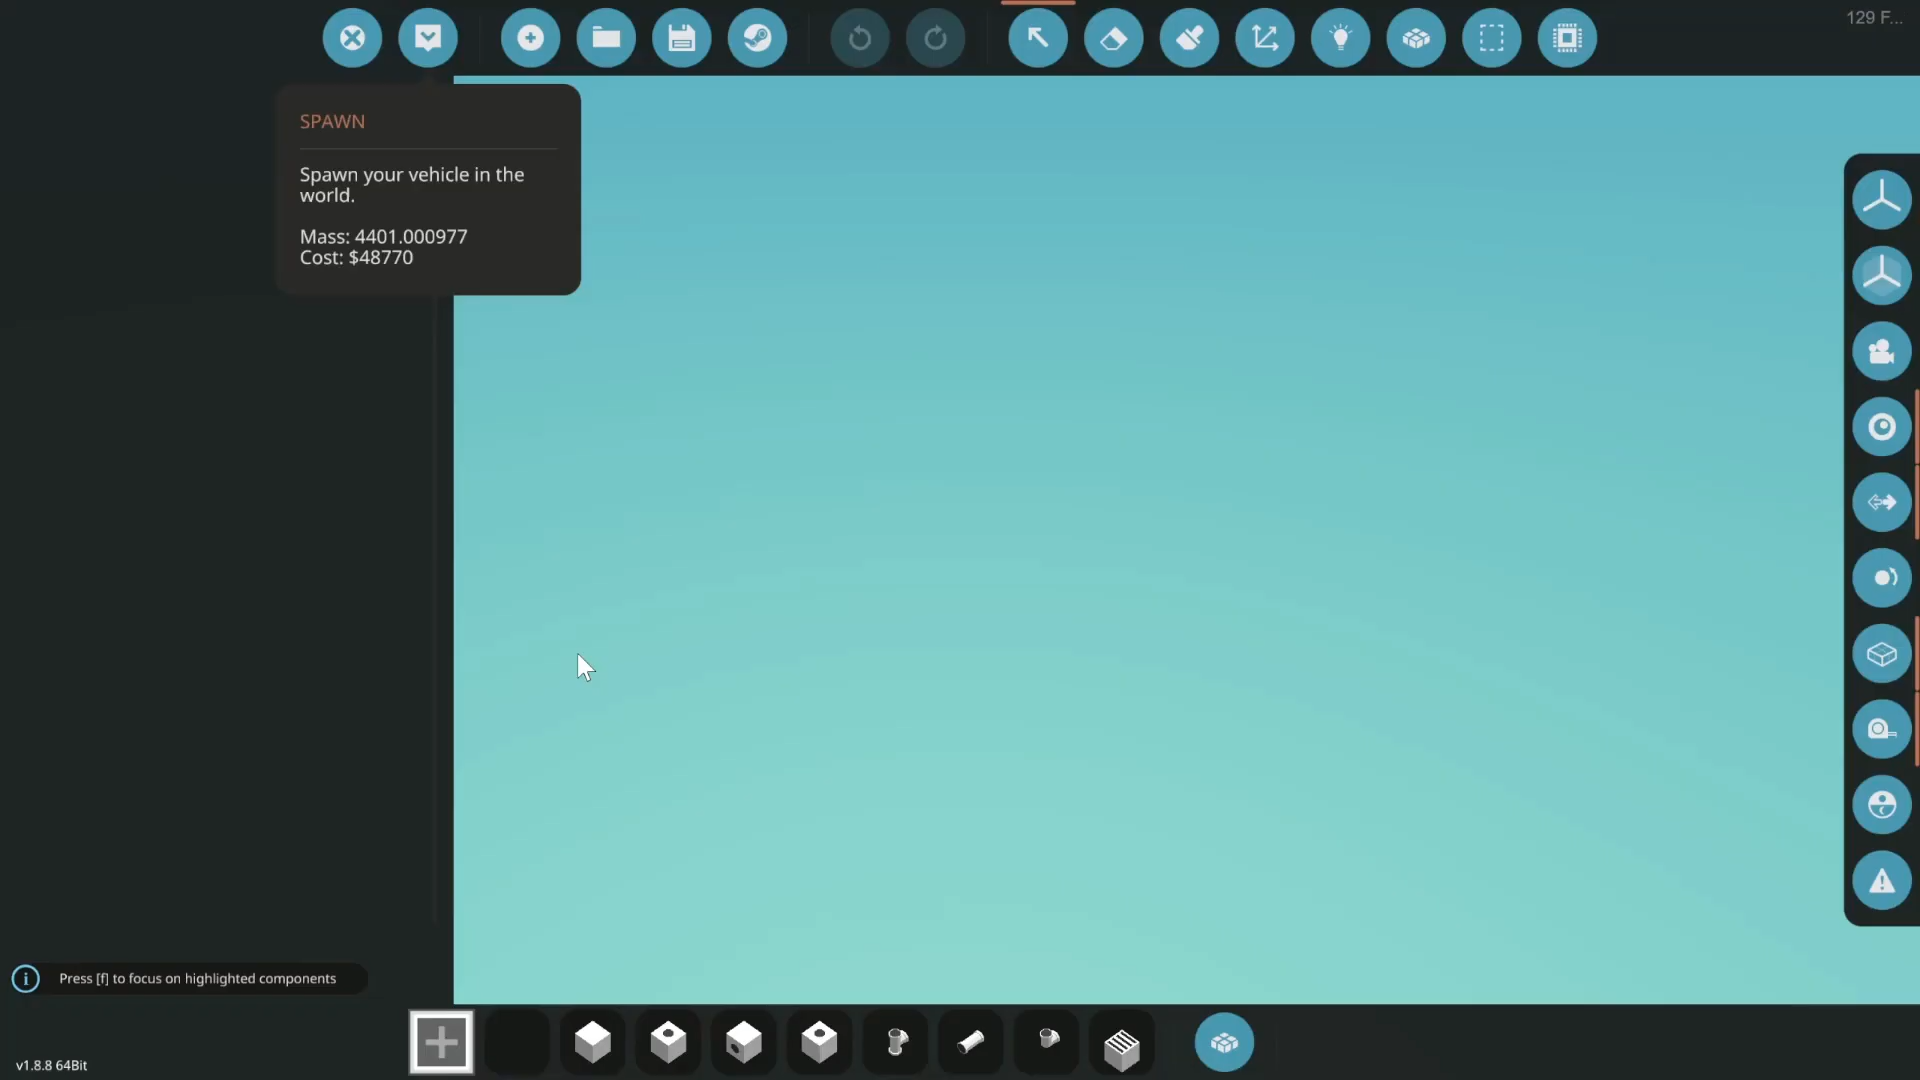 129 F...
SPAWN
Spawn your vehicle in the
world.
Mass: 4401.000977
Cost: $48770
Press [f] to focus on highlighted components
v1.8.8 64Bit